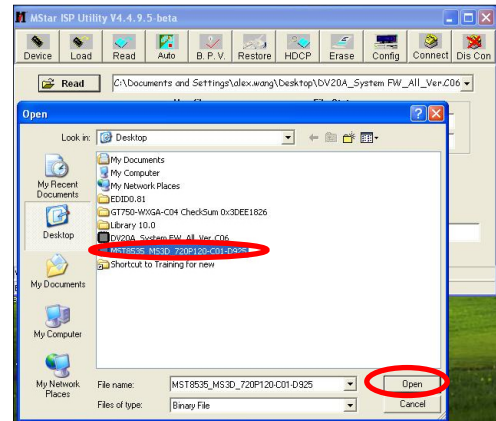 MStar ISP Utility V4.4.9.5-beta
Device Load Read Auto B. P. V. Restore HDCP Erase Config Connect Dis Con
Read C:\Documents and Settings\alex.wang\Desktop\DV20A_System FW_All_Ver.C06
Open
Look in: Desktop
My Recent Documents
Desktop
My Documents
My Computer
My Network Places
My Documents
My Computer
My Network Places
EDID0.81
GT750-WXGA-C04 CheckSum 0x3DEE1826
Library 10.0
DV20A_System FW_All_Ver_C06
MST8535_MS3D_720P120-C01-D925
Shortcut to Training for new
File name: MST8535_MS3D_720P120-C01-D925 Open
Files of type: Binary File Cancel